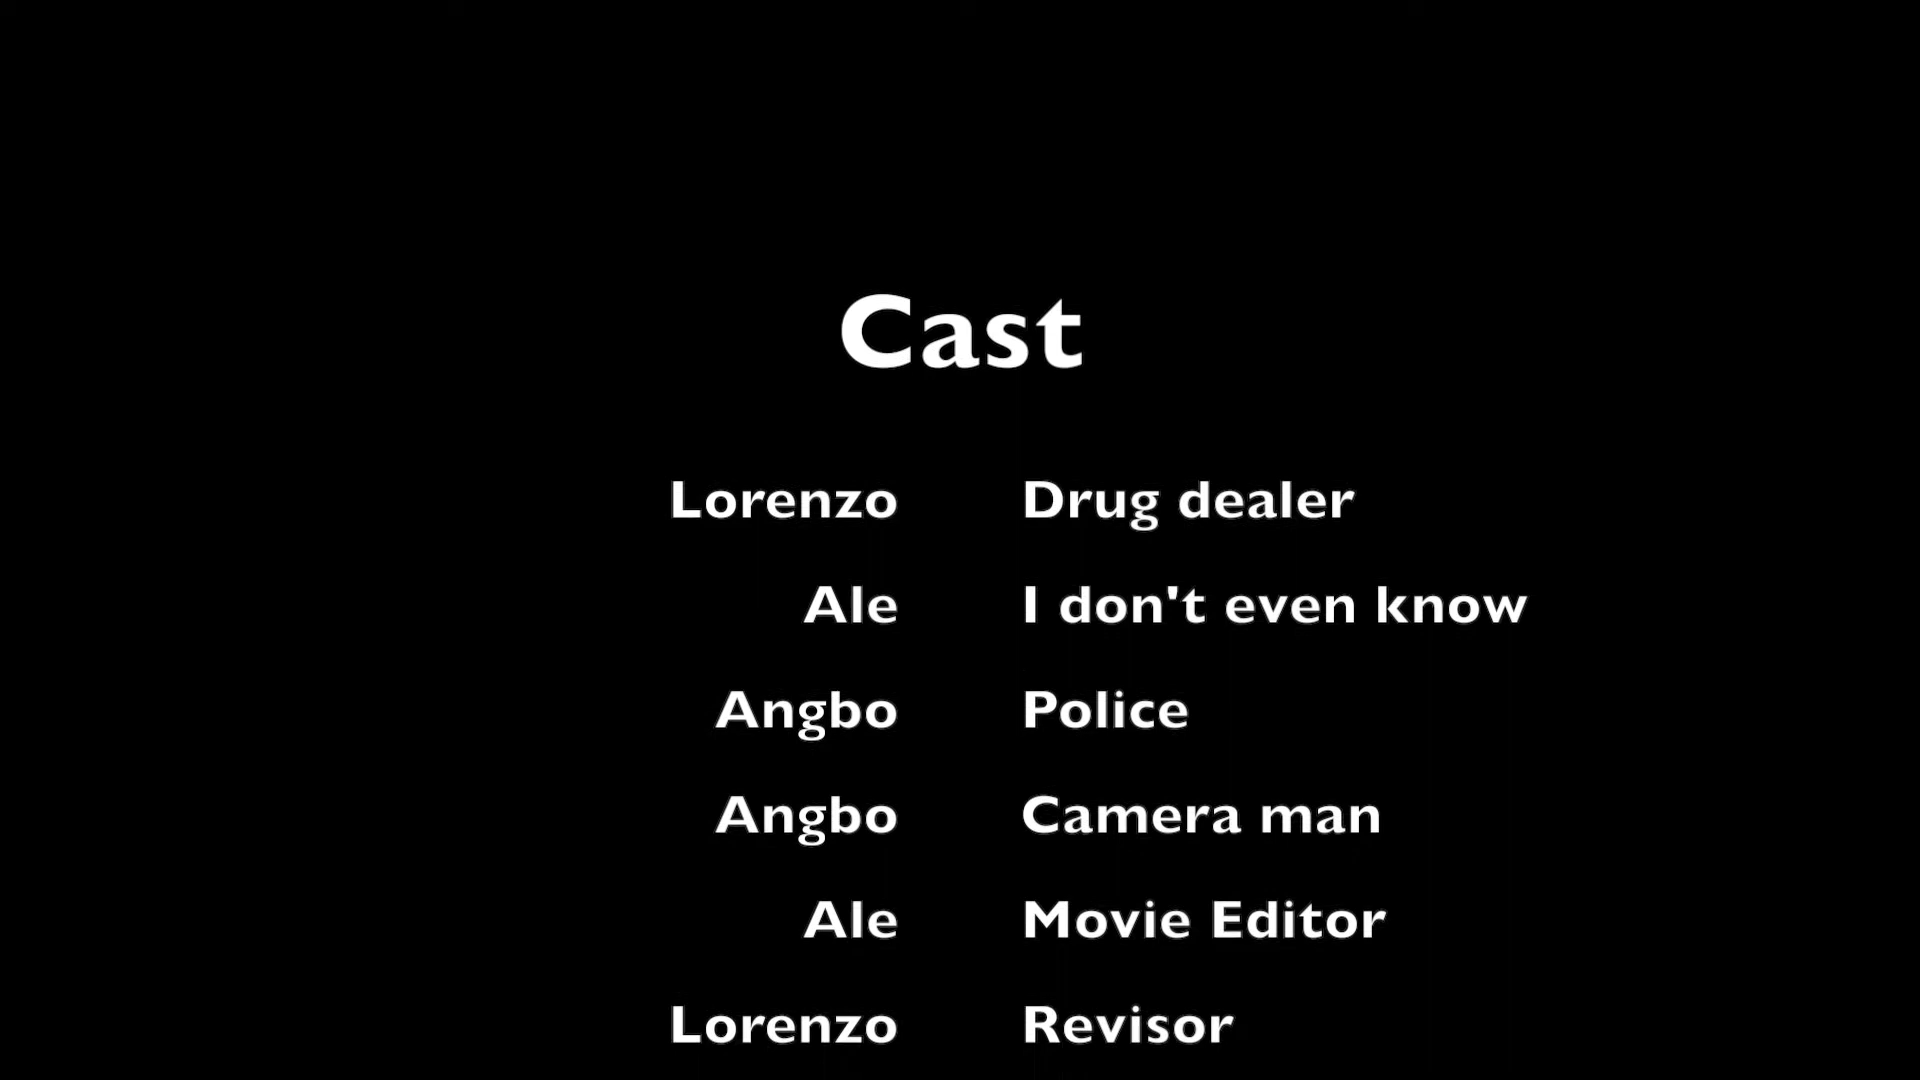 Cast
Lorenzo Drug dealer
Ale I don't even know
Angbo Police
Angbo Camera man
Ale Movie Editor
Lorenzo Revisor